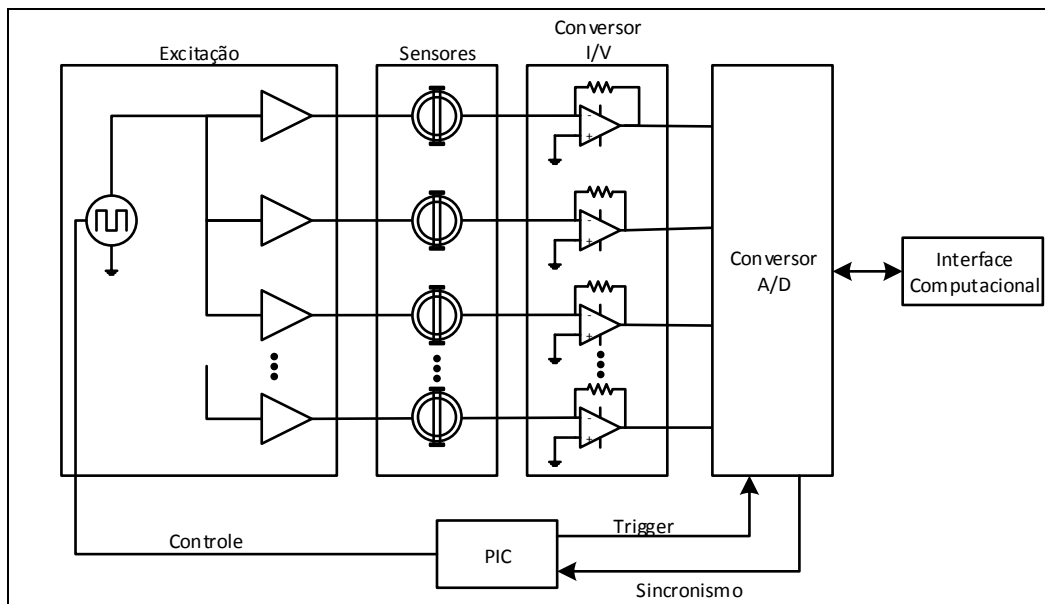 Excitação
Sensores
Conversor
I/V
-
+
-
+
-
+
-
+
Conversor
A/D
Interface
Computacional
Controle
PIC
Trigger
Sincronismo